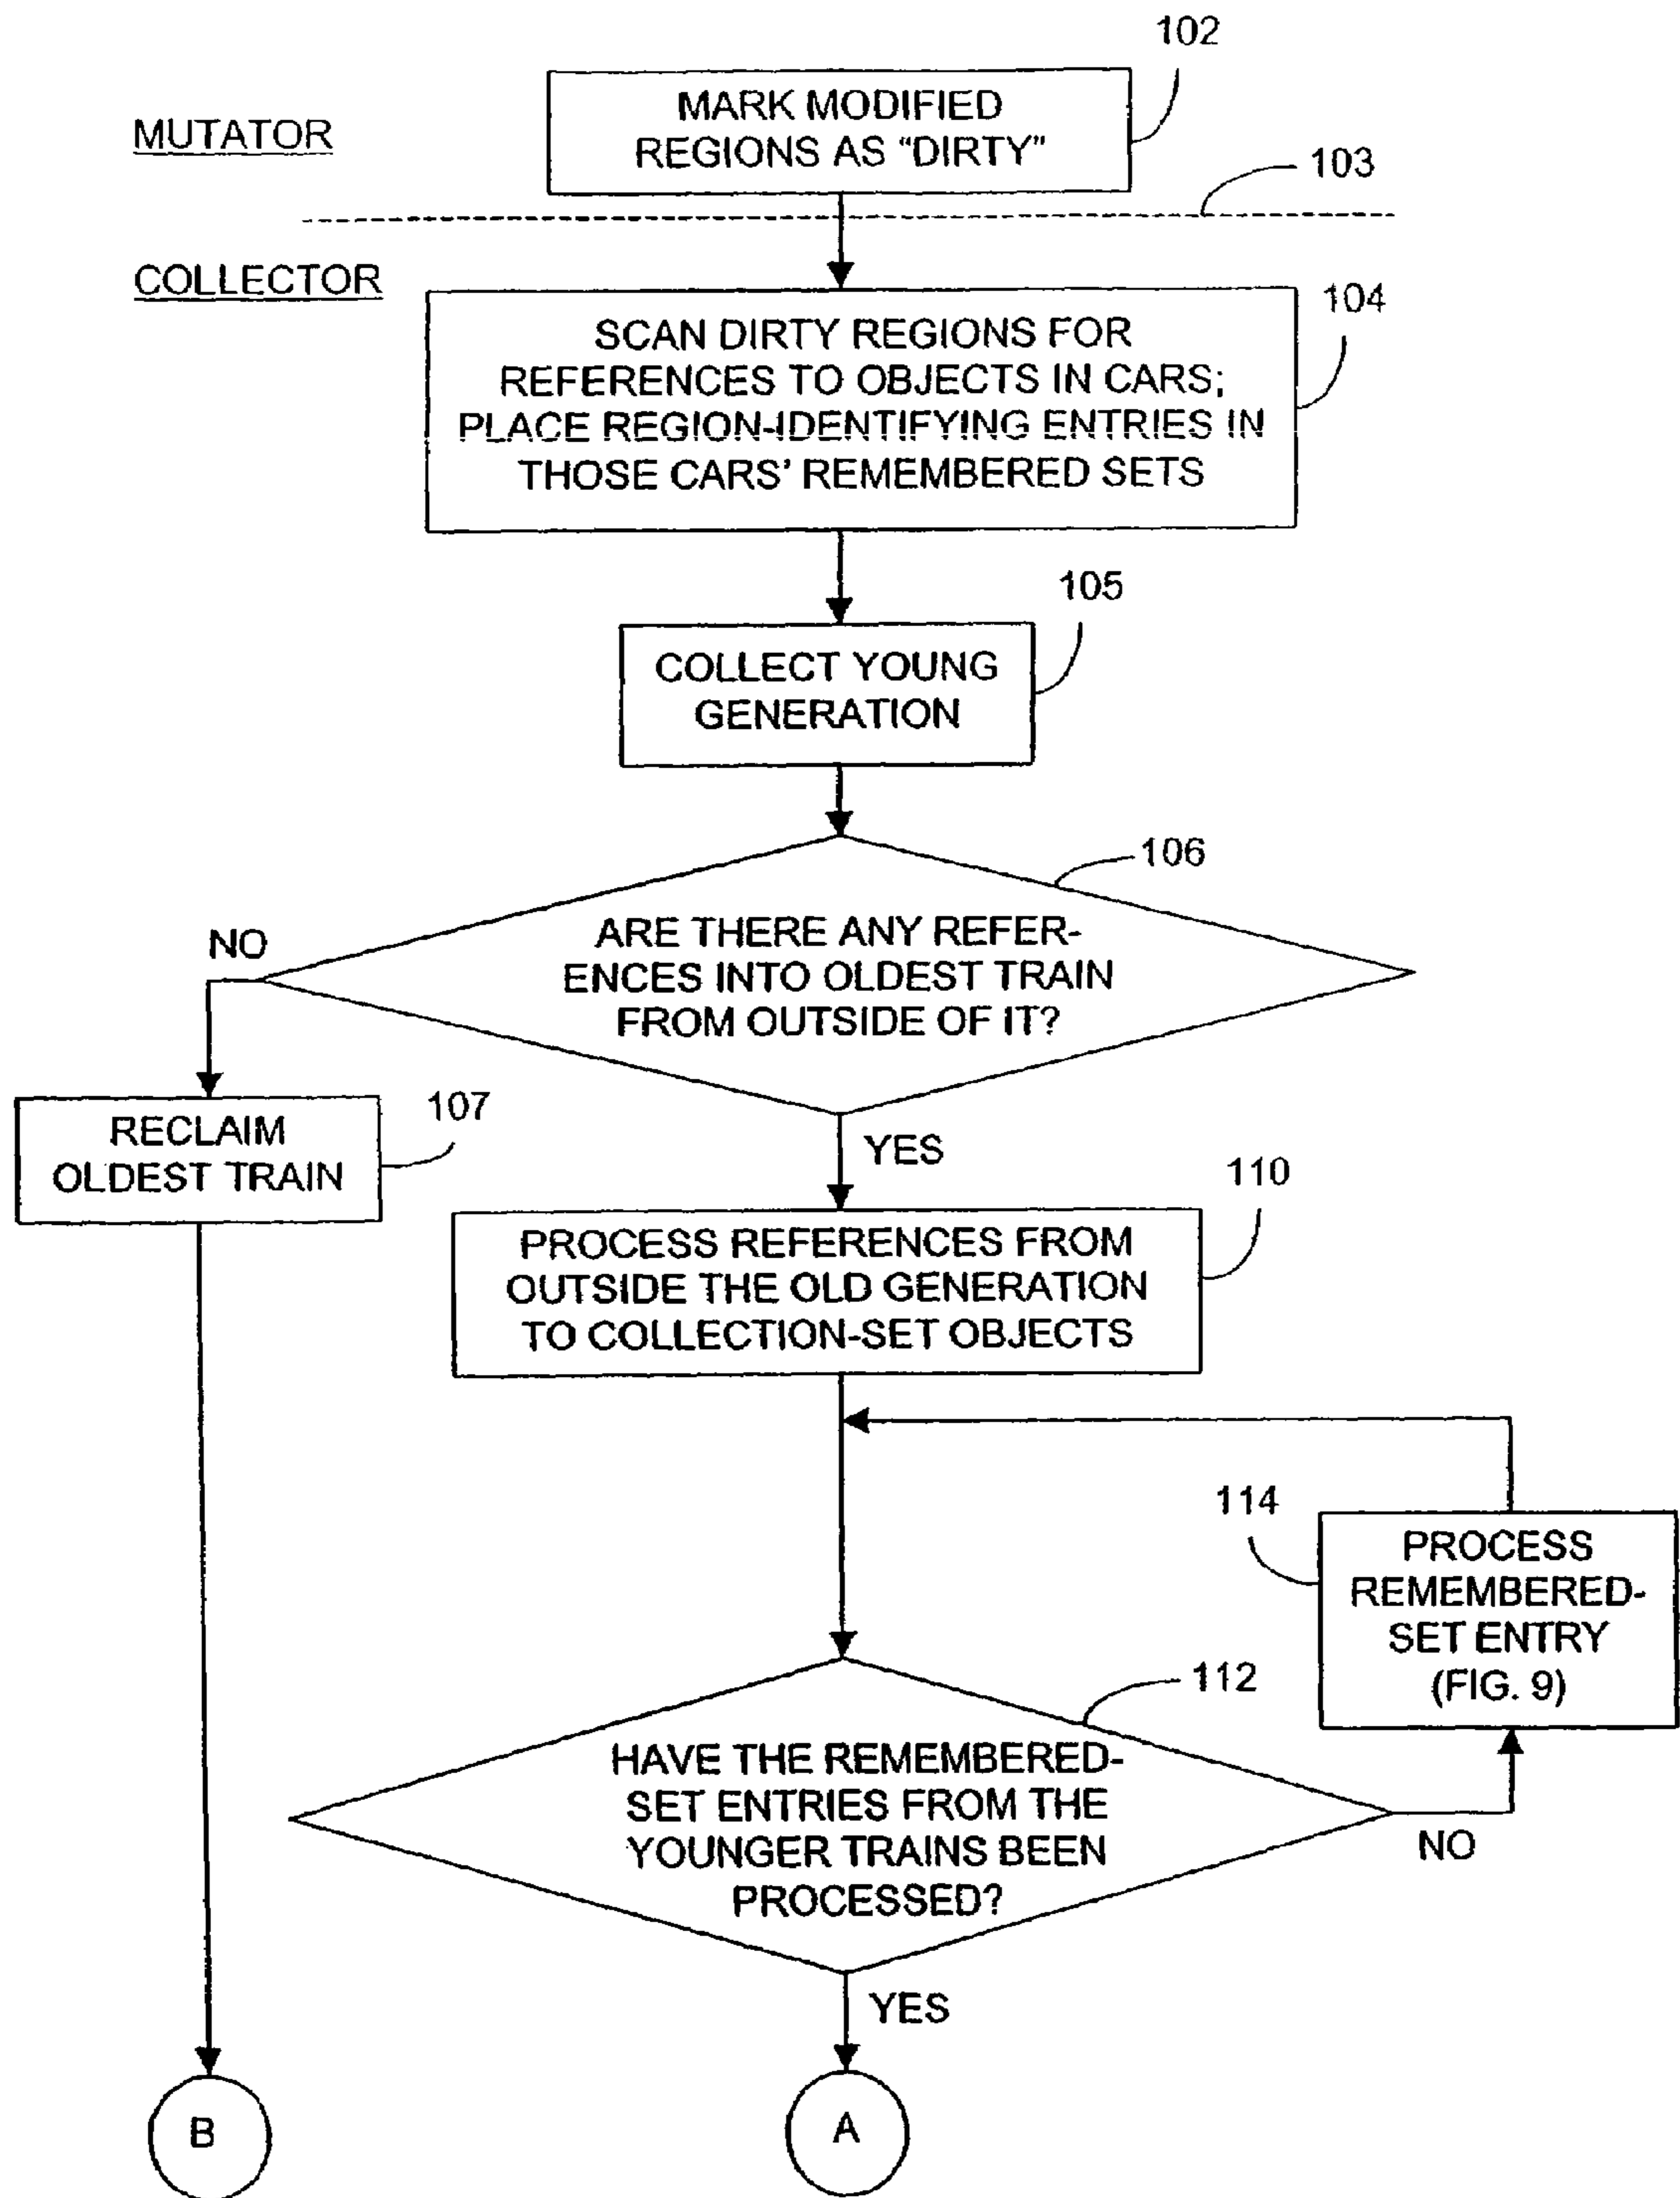 102
MARK MODIFIED
REGIONS AS “DIRTY”
MUTATOR
103
COLLECTOR
104
SCAN DIRTY REGIONS FOR
REFERENCES TO OBJECTS IN CARS;
PLACE REGION-IDENTIFYING ENTRIES IN
THOSE CARS’ REMEMBERED SETS
105
COLLECT YOUNG
GENERATION
106
ARE THERE ANY REFER-
ENCES INTO OLDEST TRAIN
FROM OUTSIDE OF IT?
NO
107
RECLAIM
OLDEST TRAIN
YES
110
PROCESS REFERENCES FROM
OUTSIDE THE OLD GENERATION
TO COLLECTION-SET OBJECTS
114
PROCESS
REMEMBERED-
SET ENTRY
(FIG. 9)
112
HAVE THE REMEMBERED-
SET ENTRIES FROM THE
YOUNGER TRAINS BEEN
PROCESSED?
NO
YES
B
A